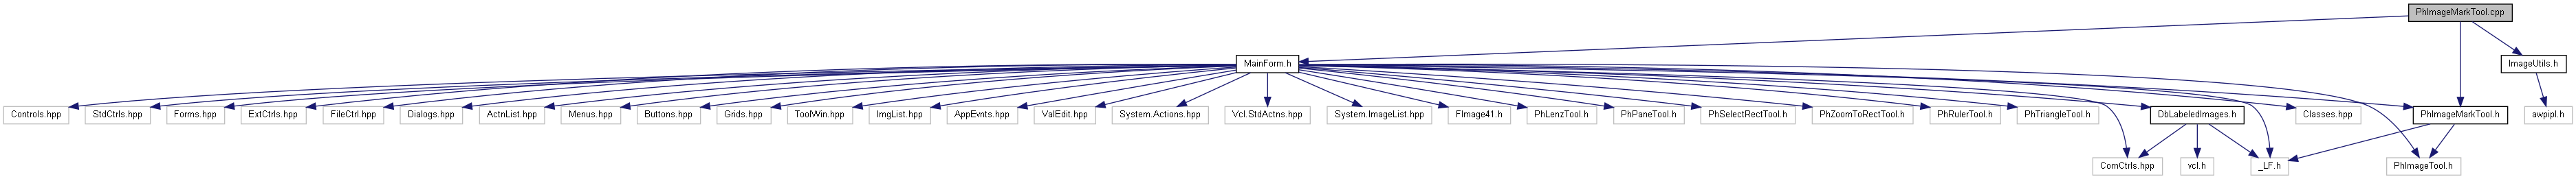 PhImageMarkTool.cpp
MainForm.h
ImageUtils.h
Controls.hpp
StdCtrls.hpp
Forms.hpp
ExtCtrls.hpp
FileCtrl.hpp
Dialogs.hpp
ActnList.hpp
Menus.hpp
Buttons.hpp
Grids.hpp
ToolWin.hpp
ImgList.hpp
AppEvnts.hpp
ValEdit.hpp
System.Actions.hpp
Vcl.StdActns.hpp
System.ImageList.hpp
FImage41.h
PhLenzTool.h
PhPaneTool.h
PhSelectRectTool.h
PhZoomToRectTool.h
PhRulerTool.h
PhTriangleTool.h
DbLabeledImages.h
Classes.hpp
PhImageMarkTool.h
awpipl.h
ComCtrls.hpp
vcl.h
_LF.h
PhImageTool.h